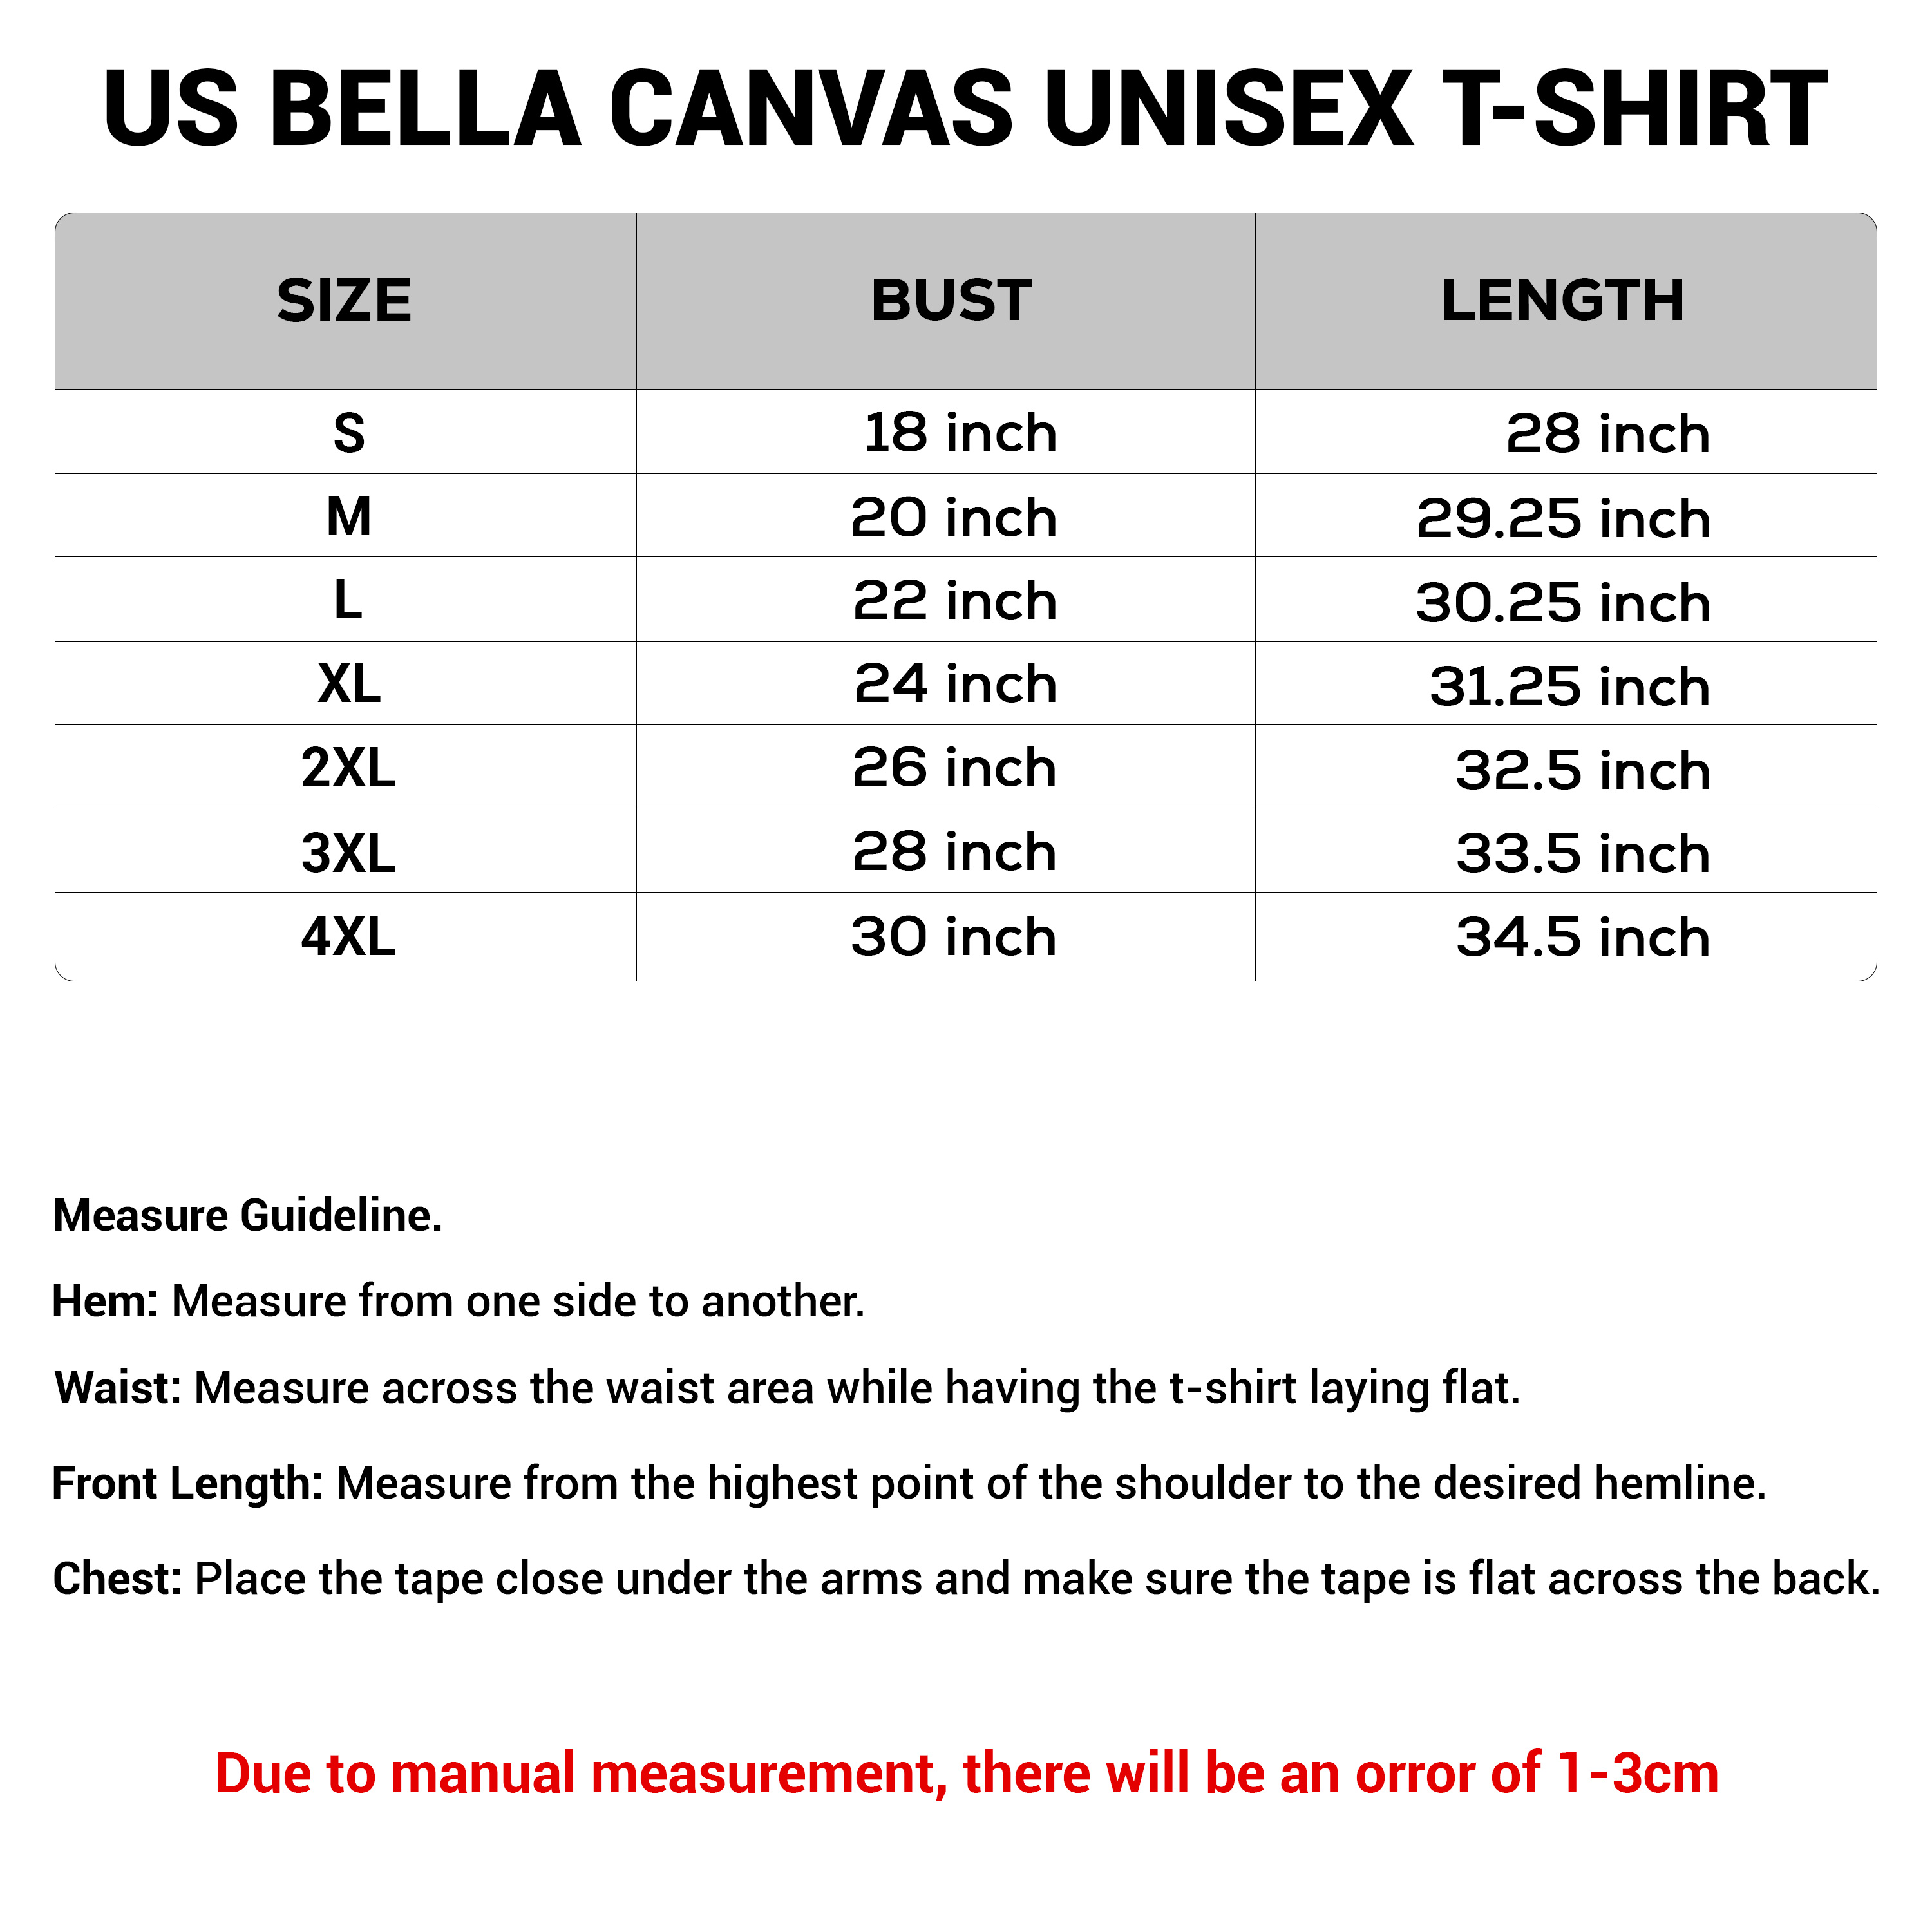 US BELLA CANVAS UNISEX T-SHIRT
SIZE BUST LENGTH
S 18 inch 28 inch
M 20 inch 29.25 inch
L 22 inch 30.25 inch
XL 24 inch 31.25 inch
2XL 26 inch 32.5 inch
3XL 28 inch 33.5 inch
4XL 30 inch 34.5 inch
Measure Guideline.
Hem: Measure from one side to another.
Waist: Measure across the waist area while having the t-shirt laying flat.
Front Length: Measure from the highest point of the shoulder to the desired hemline.
Chest: Place the tape close under the arms and make sure the tape is flat across the back.
Due to manual measurement, there will be an orror of 1-3cm